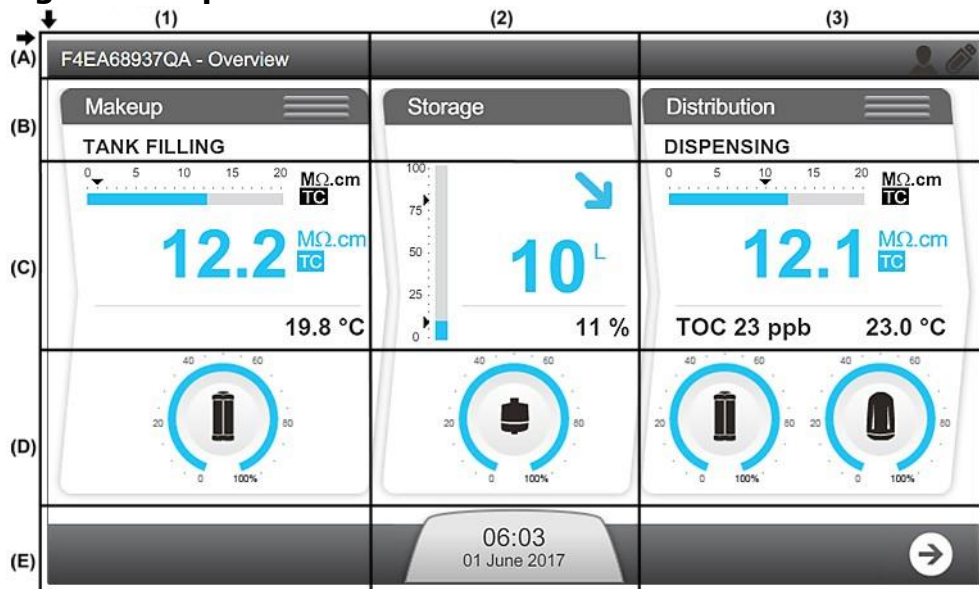 (1) (2) (3)
(A) F4EA68937QA - Overview
(B) Makeup Storage Distribution
TANK FILLING DISPENSING
0 5 10 15 20 MΩ.cm 100 0 5 10 15 20 MΩ.cm
TC TC
75
12.2 MΩ.cm 50 10 L 12.1 MΩ.cm
(C) TC TC
25
19.8 °C 0 11 % TOC 23 ppb 23.0 °C
40 60 40 60 40 60 40 60
20 80 20 80 20 80 20 80
(D)
0 100% 0 100% 0 100% 0 100%
06:03
(E) 01 June 2017